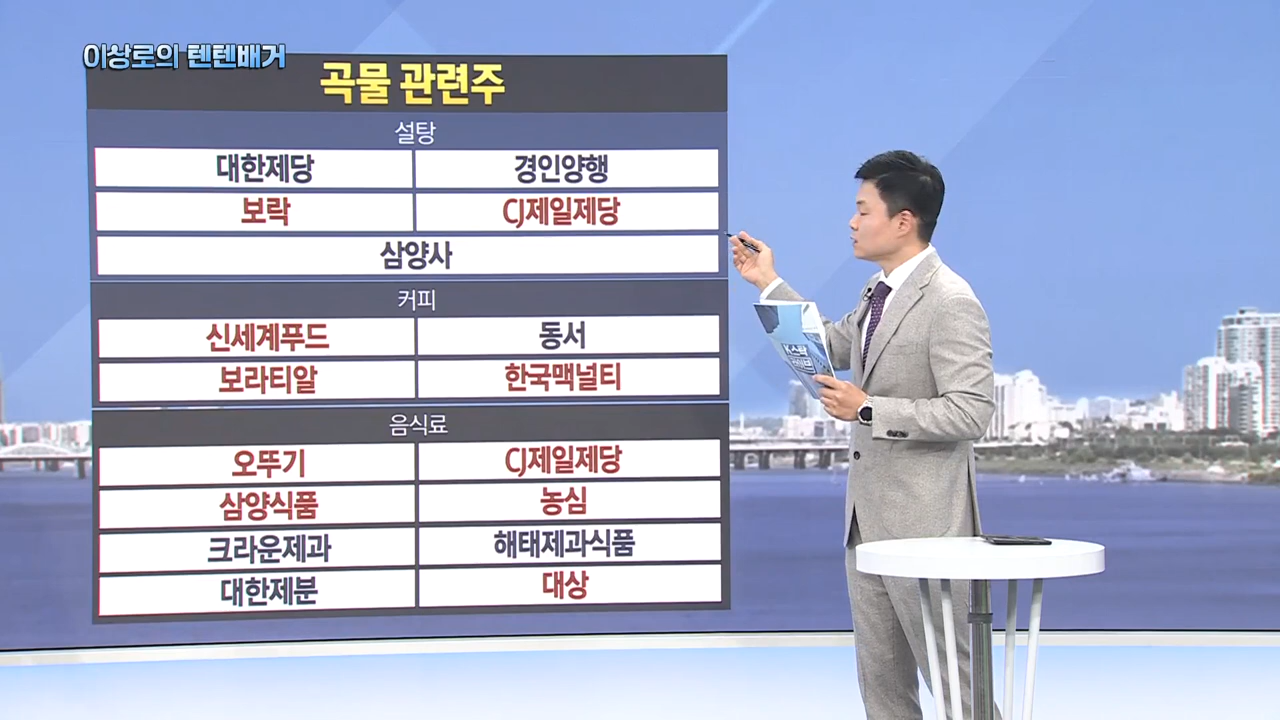 이상로의 텐텐배거
곡물 관련주
설탕
대한제당 경인양행
보락 CJ제일제당
삼양사
커피
신세계푸드 동서
보라티알 한국맥널티
음식료
오뚜기 CJ제일제당
삼양식품 농심
크라운제과 해태제과식품
대한제분 대상